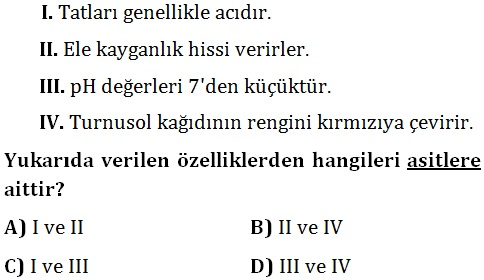 I. Tatları genellikle acıdır.
II. Ele kayganlık hissi verirler.
III. pH değerleri 7'den küçüktür.
IV. Turnusol kağıdının rengini kırmızıya çevirir.
Yukarıda verilen özelliklerden hangileri asitlere
aittir?
A) I ve II B) II ve IV
C) I ve III D) III ve IV